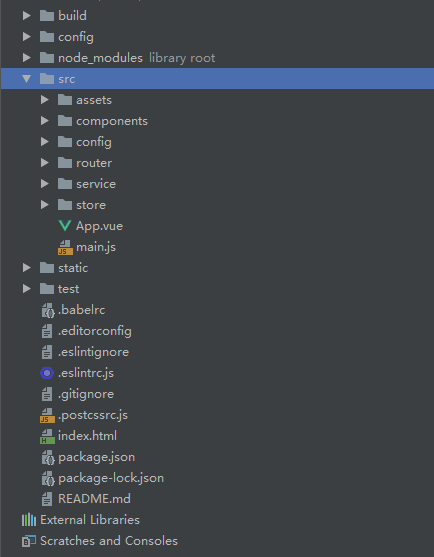 build
config
node_modules library root
src
assets
components
config
router
service
store
App.vue
main.js
static
test
.babelrc
.editorconfig
.eslintignore
.eslintrc.js
.gitignore
.postcssrc.js
index.html
package.json
package-lock.json
README.md
External Libraries
Scratches and Consoles